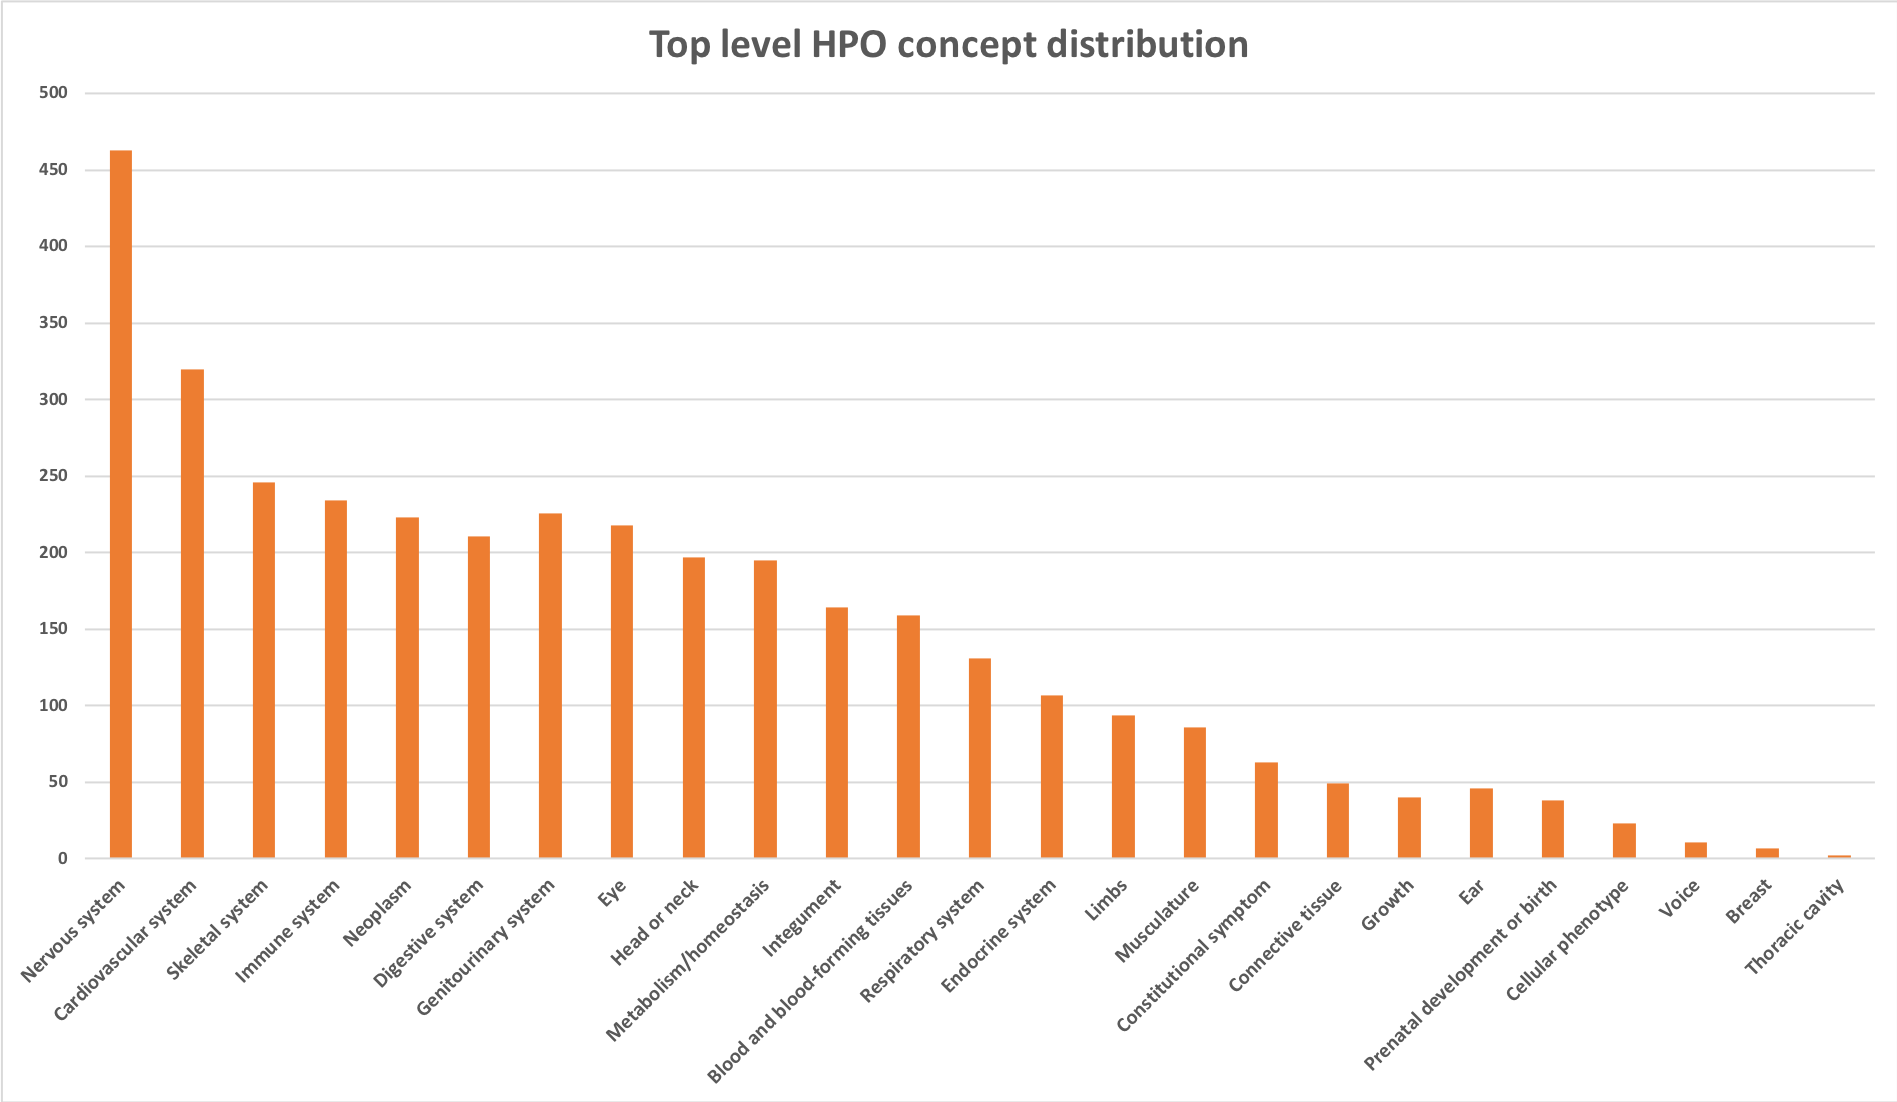 Top level HPO concept distribution
500
450
400
350
300
250
200
150
100
50
0
Nervous system
Cardiovascular system
Skeletal system
Immune system
Neoplasm
Digestive system
Genitourinary system
Eye
Head or neck
Metabolism/homeostasis
Integument
Blood and blood-forming tissues
Respiratory system
Endocrine system
Limbs
Musculature
Constitutional symptom
Connective tissue
Growth
Ear
Prenatal development or birth
Cellular phenotype
Voice
Breast
Thoracic cavity